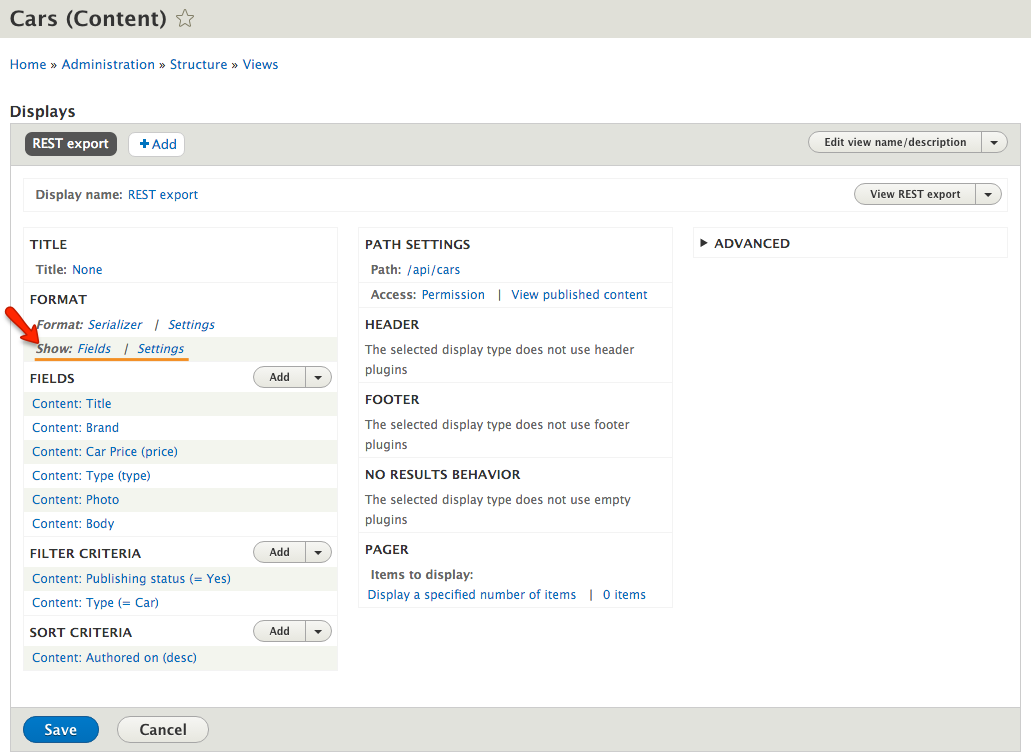 Cars (Content)
Home » Administration » Structure » Views
Displays
REST export
+ Add
Edit view name/description
Display name: REST export
View REST export
TITLE
Title: None
FORMAT
Format: Serializer | Settings
Show: Fields | Settings
FIELDS
Add
Content: Title
Content: Brand
Content: Car Price (price)
Content: Type (type)
Content: Photo
Content: Body
FILTER CRITERIA
Add
Content: Publishing status (= Yes)
Content: Type (= Car)
SORT CRITERIA
Add
Content: Authored on (desc)
PATH SETTINGS
Path: /api/cars
Access: Permission | View published content
HEADER
The selected display type does not use header
plugins
FOOTER
The selected display type does not use footer
plugins
NO RESULTS BEHAVIOR
The selected display type does not use empty
plugins
PAGER
Items to display:
Display a specified number of items | 0 items
ADVANCED
Save
Cancel